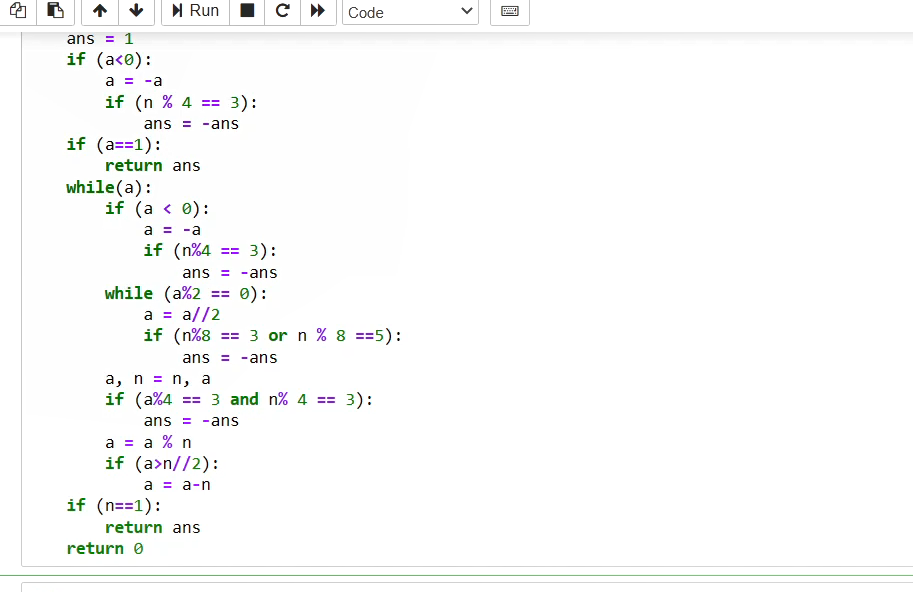 Run
Code
ans = 1
if (a<0):
a = -a
if (n % 4 == 3):
ans = -ans
if (a==1):
return ans
while(a):
if (a < 0):
a = -a
if (n%4 == 3):
ans = -ans
while (a%2 == 0):
a = a//2
if (n%8 == 3 or n % 8 ==5):
ans = -ans
a, n = n, a
if (a%4 == 3 and n% 4 == 3):
ans = -ans
a = a % n
if (a>n//2):
a = a-n
if (n==1):
return ans
return 0